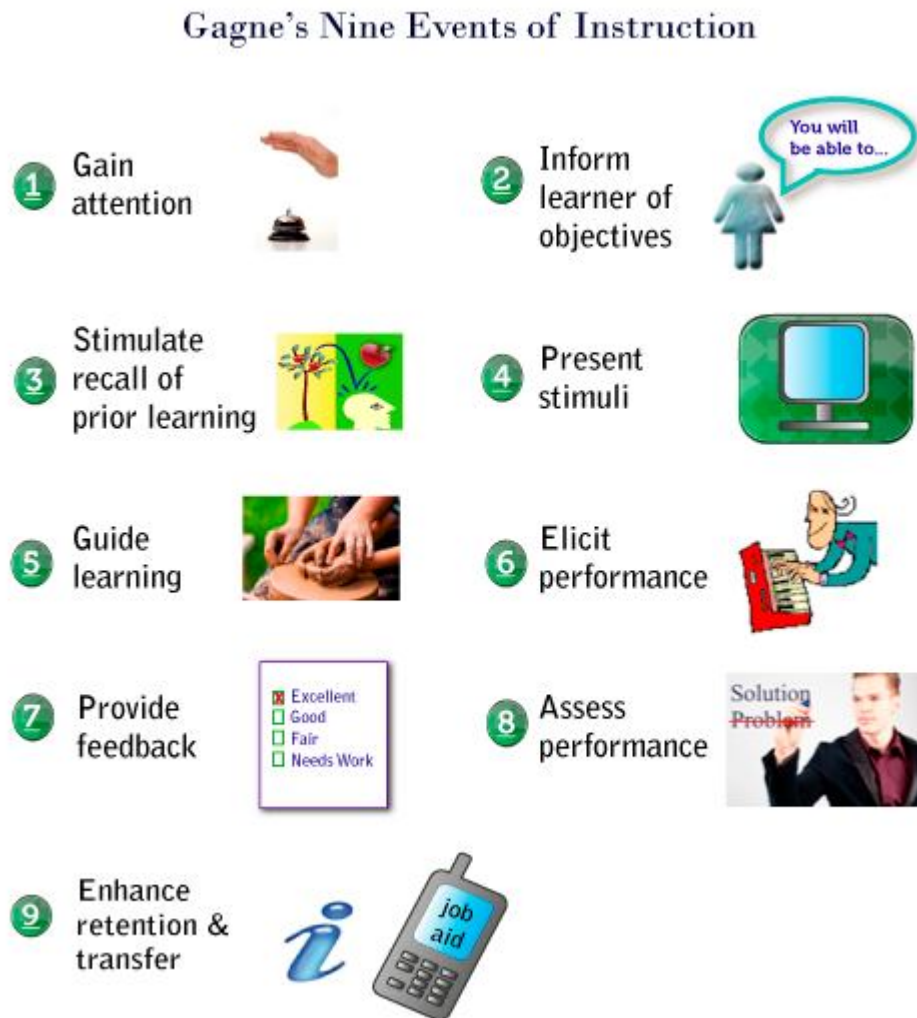 Gagne's Nine Events of Instruction
1
Gain
attention
2
Inform
learner of
objectives
You will
be able to...
3
Stimulate
recall of
prior learning
4
Present
stimuli
5
Guide
learning
6
Elicit
performance
7
Provide
feedback
Excellent
Good
Fair
Needs Work
8
Assess
performance
Solution
Problem
9
Enhance
retention &
transfer
i
job
aid